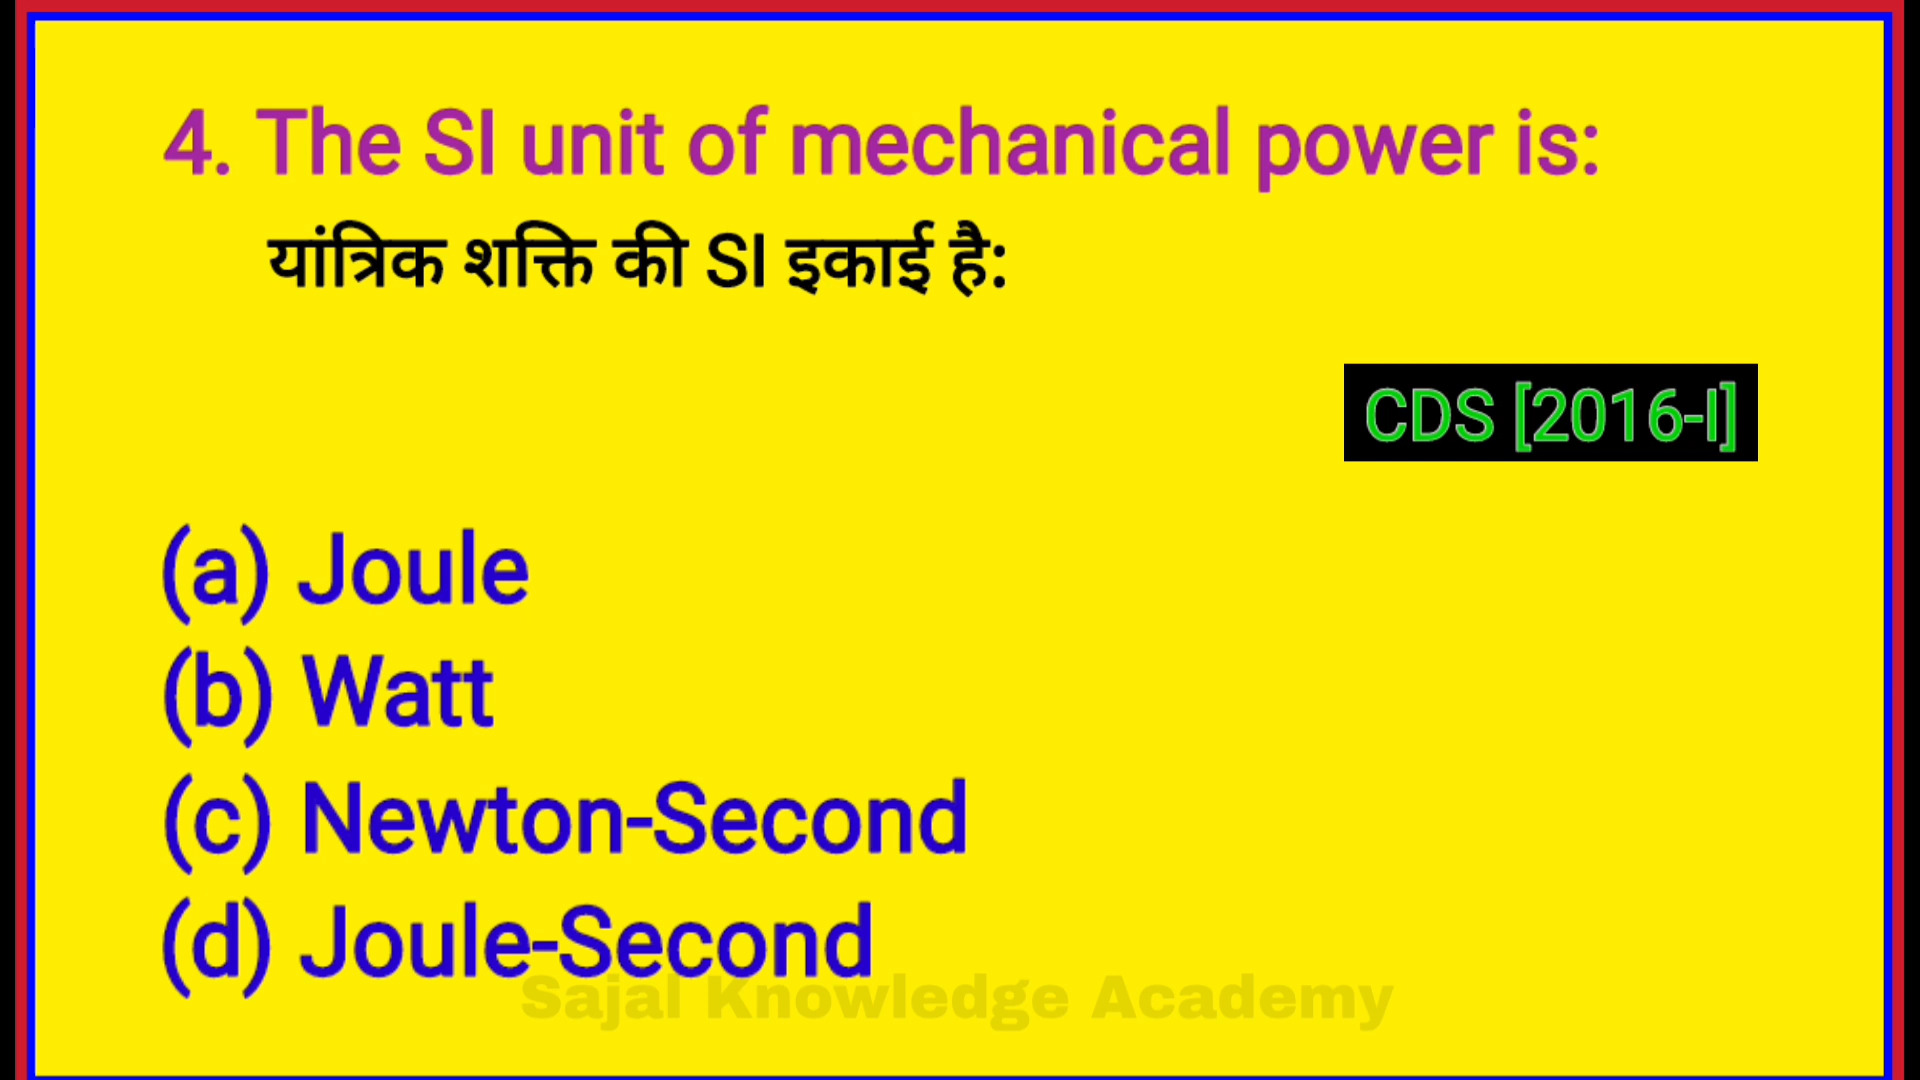 4. The SI unit of mechanical power is:
यांत्रिक शक्ति की SI इकाई है:
CDS [2016-I]
(a) Joule
(b) Watt
(c) Newton-Second
(d) Joule-Second
Sajal Knowledge Academy